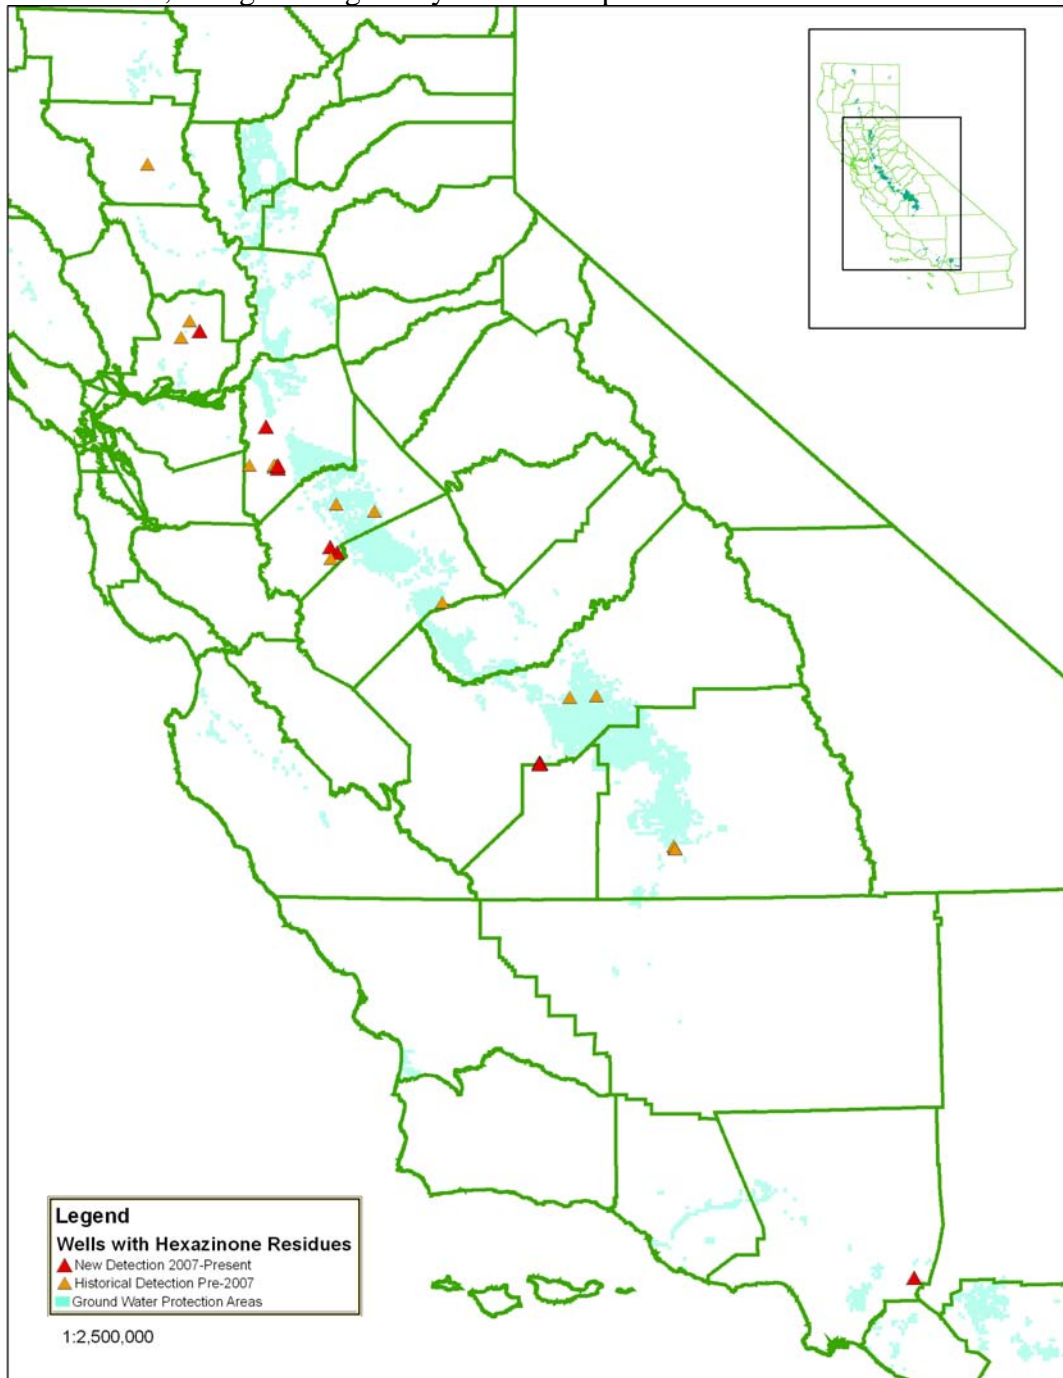 Legend
Wells with Hexazinone Residues
New Detection 2007-Present
Historical Detection Pre-2007
Ground Water Protection Areas
1:2,500,000